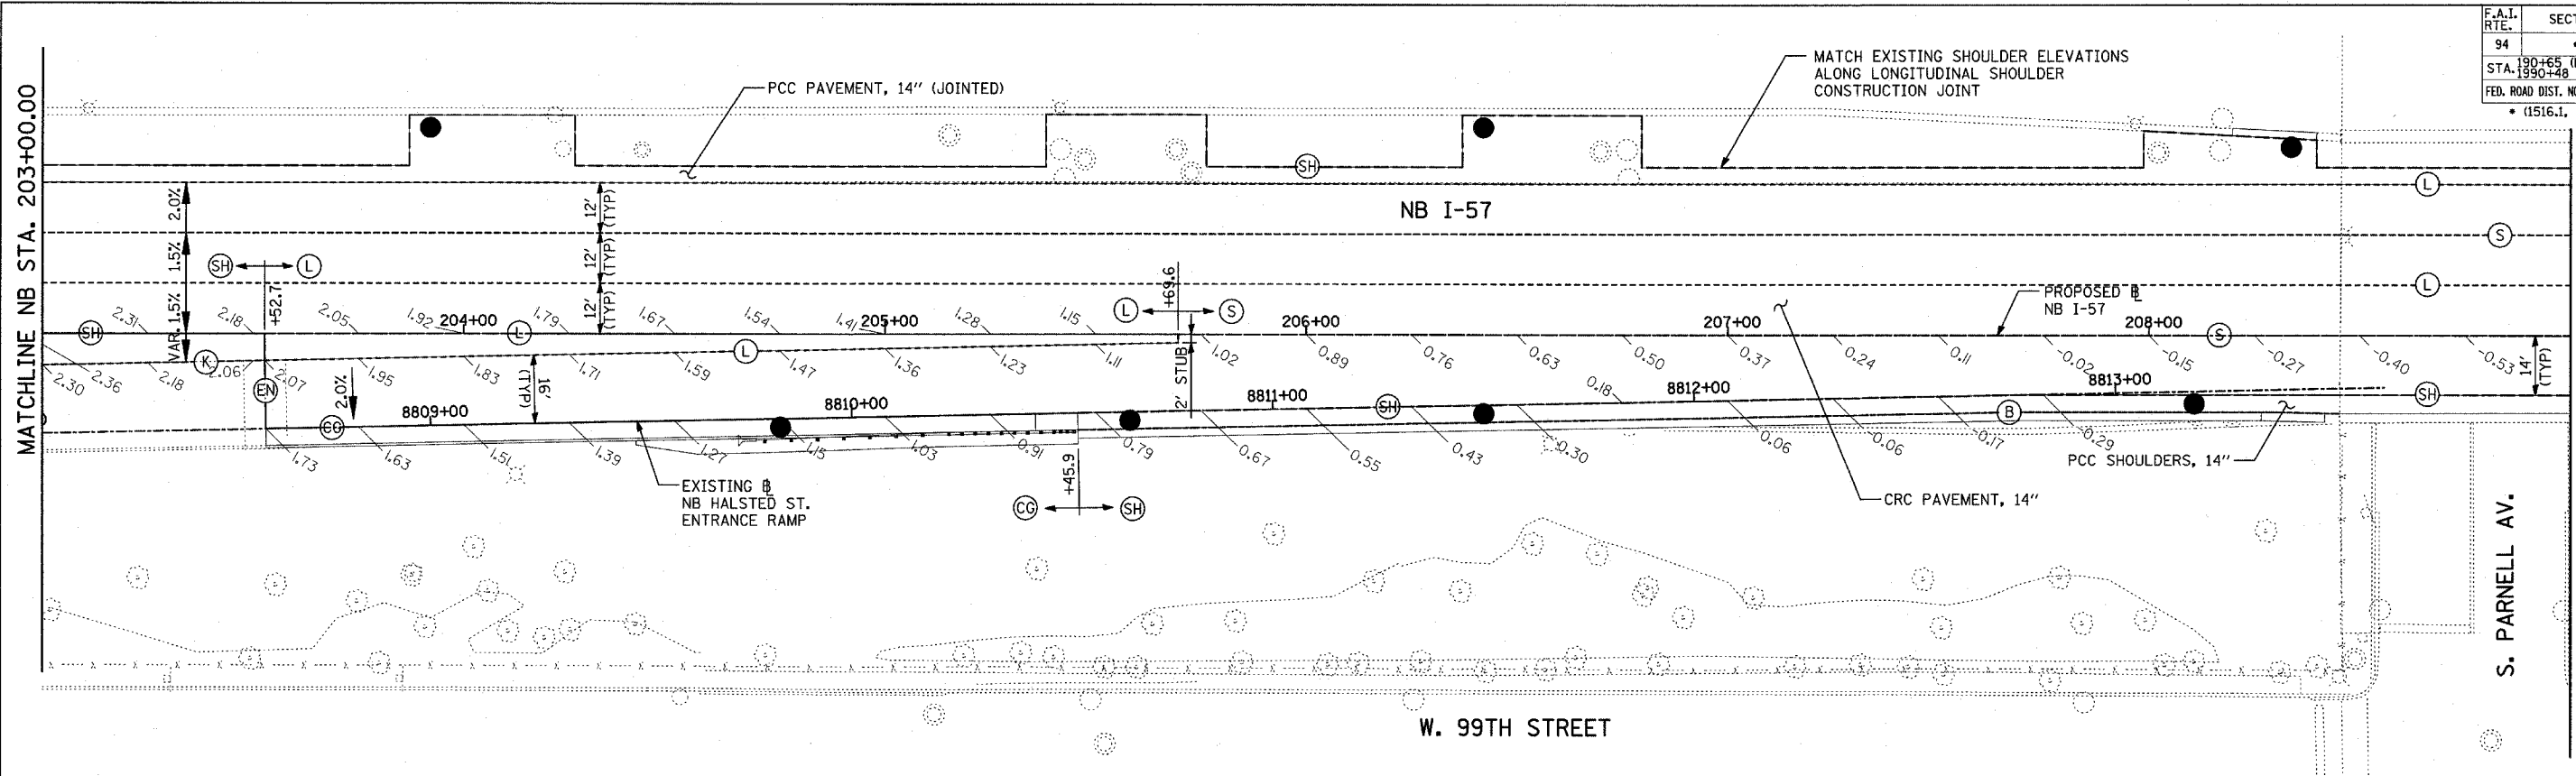 F.A.I.
RTE.
SECT
94
*
STA. 190+65
1990+48
FED. ROAD DIST. NO
* (1516.1,
MATCH EXISTING SHOULDER ELEVATIONS
ALONG LONGITUDINAL SHOULDER
CONSTRUCTION JOINT
PCC PAVEMENT, 14" (JOINTED)
SH
MATCHLINE NB STA. 203+00.00
2.0%
1.5%
VAR. 1.5%
12'
(TYP)
12'
(TYP)
12'
(TYP)
NB I-57
L
S
L
SH
L
+52.7
+69.6
L
S
PROPOSED ℄
NB I-57
SH
2.31
2.18
2.05
1.92
204+00
L
1.79
1.67
1.54
1.41
205+00
1.28
1.15
206+00
207+00
208+00
S
K
L
2.30
2.36
2.18
2.06
2.07
1.95
1.83
1.71
1.59
1.47
1.36
1.23
1.11
1.02
0.89
0.76
0.63
0.50
0.37
0.24
0.11
-0.02
-0.15
-0.27
-0.40
-0.53
14'
(TYP)
EN
2.0%
16'
(TYP)
2' STUB
CG
8809+00
8810+00
8811+00
SH
0.18
8812+00
8813+00
SH
B
1.73
1.63
1.51
1.39
1.27
1.15
1.03
0.91
0.79
0.67
0.55
0.43
0.30
0.06
-0.06
-0.17
-0.29
+45.9
PCC SHOULDERS, 14"
EXISTING ℄
NB HALSTED ST.
ENTRANCE RAMP
CG
SH
CRC PAVEMENT, 14"
S. PARNELL AV.
W. 99TH STREET